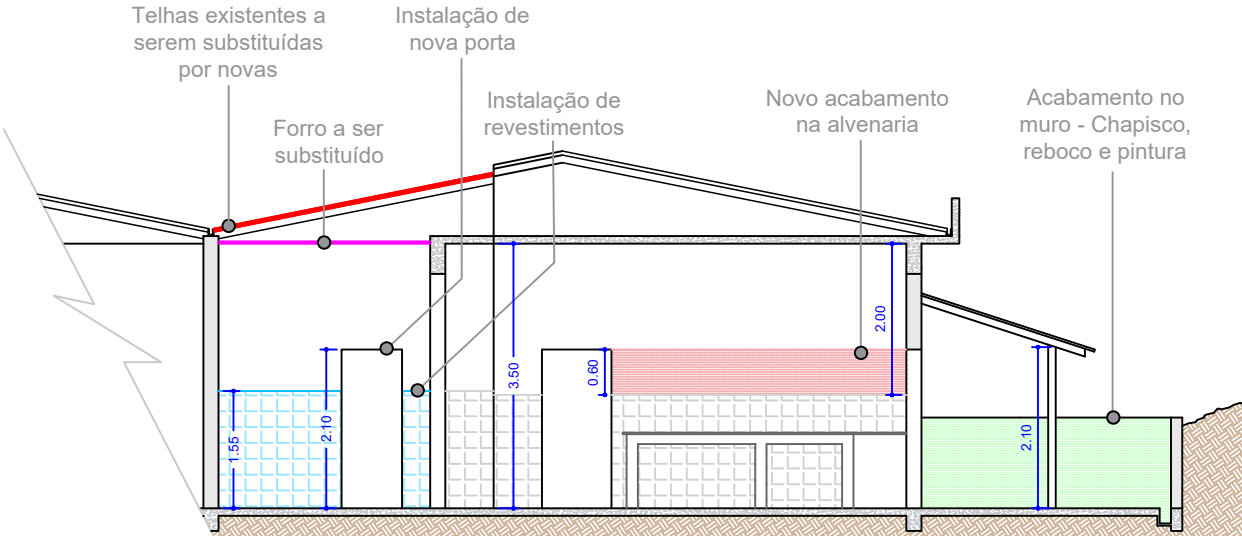 Telhas existentes a
serem substituídas
por novas
Instalação de
nova porta
Forro a ser
substituído
Instalação de
revestimentos
Novo acabamento
na alvenaria
Acabamento no
muro - Chapisco,
reboco e pintura
1.55
2.10
3.50
0.60
2.00
2.10